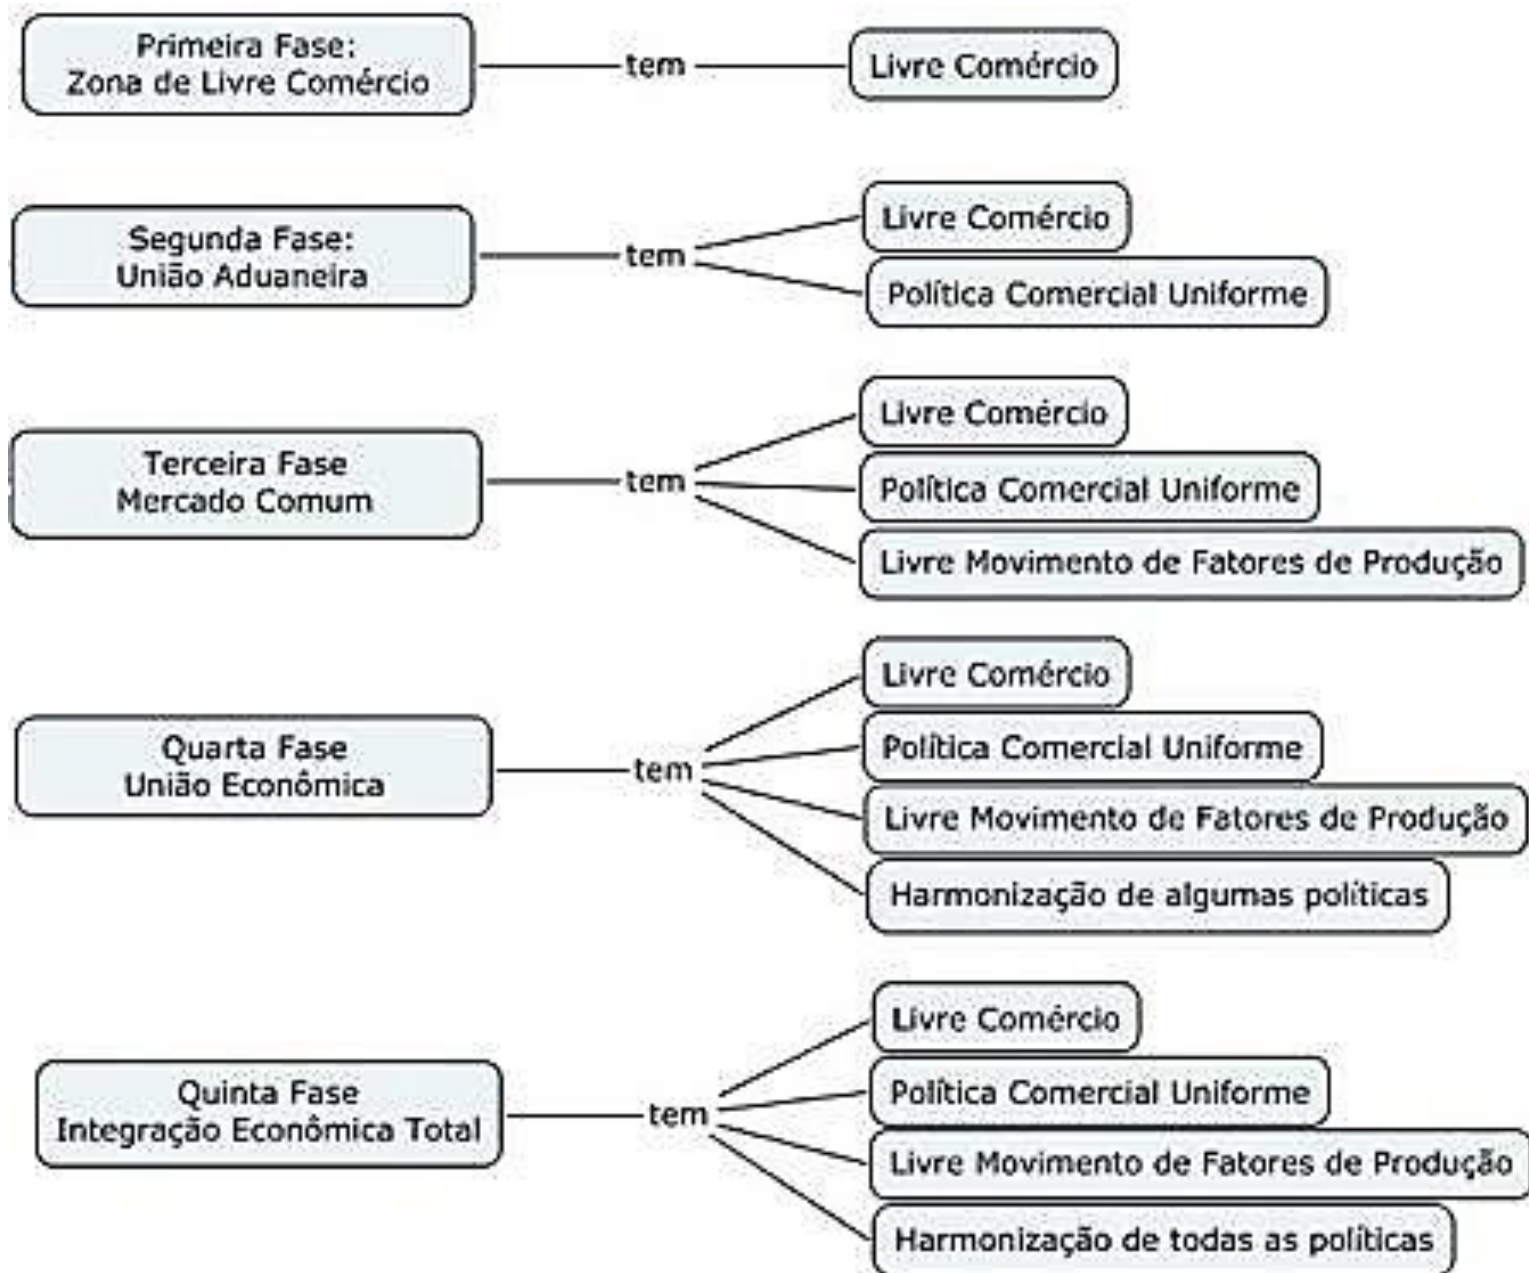 Primeira Fase:
Zona de Livre Comércio
tem
Livre Comércio
Segunda Fase:
União Aduaneira
tem
Livre Comércio
Política Comercial Uniforme
Terceira Fase
Mercado Comum
tem
Livre Comércio
Política Comercial Uniforme
Livre Movimento de Fatores de Produção
Quarta Fase
União Econômica
tem
Livre Comércio
Política Comercial Uniforme
Livre Movimento de Fatores de Produção
Harmonização de algumas políticas
Quinta Fase
Integração Econômica Total
tem
Livre Comércio
Política Comercial Uniforme
Livre Movimento de Fatores de Produção
Harmonização de todas as políticas